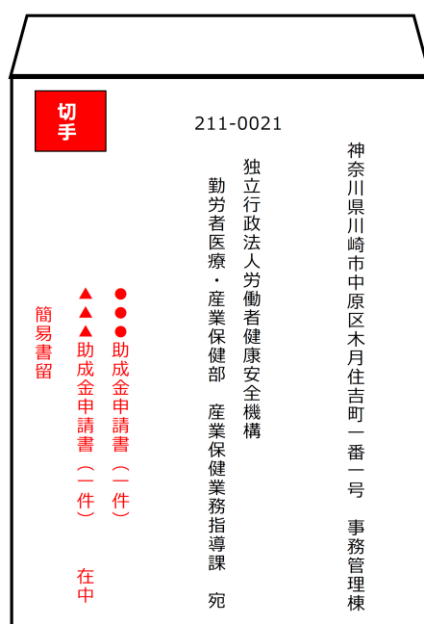 切手
211-0021
神奈川県川崎市中原区木月住吉町一番一号　事務管理棟
独立行政法人労働者健康安全機構
勤労者医療・産業保健部　産業保健業務指導課　宛
●●●助成金申請書（一件）
▲▲▲助成金申請書（一件）　在中
簡易書留